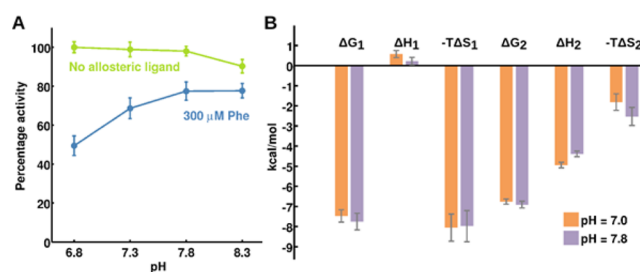 A
Percentage activity
100
80
60
40
20
0
No allosteric ligand
300 μM Phe
6.8 7.3 7.8 8.3
pH
B
kcal/mol
1
0
-1
-2
-3
-4
-5
-6
-7
-8
-9
ΔG1 ΔH1 -TΔS1 ΔG2 ΔH2 -TΔS2
pH = 7.0
pH = 7.8